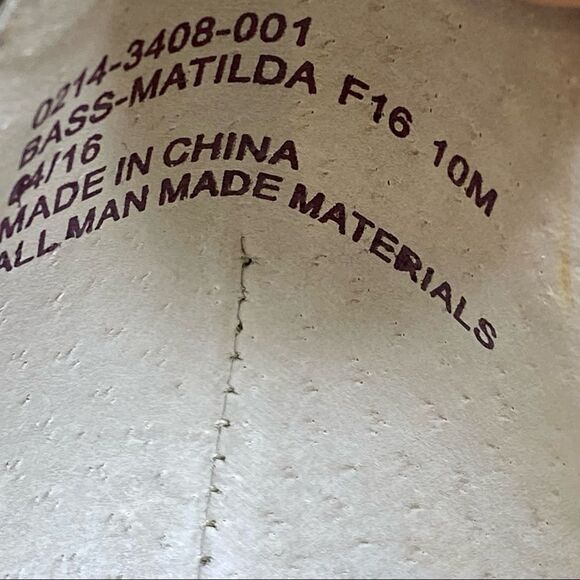 0214-3408-001
BASS-MATILDA F16 10M
04/16
MADE IN CHINA
ALL MAN MADE MATERIALS